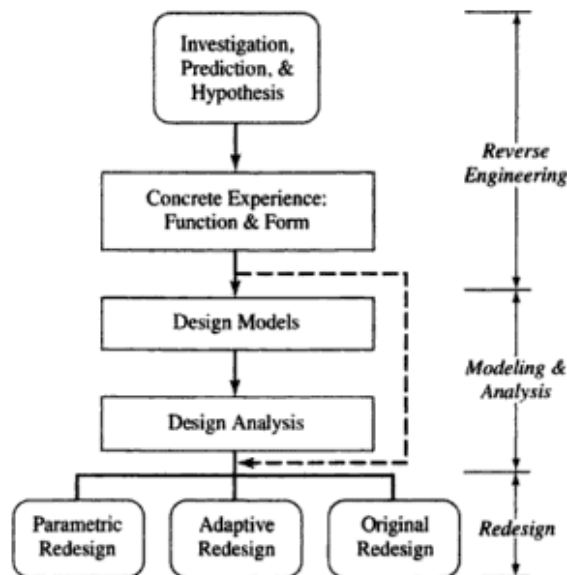 Investigation,
Prediction, &
Hypothesis
Reverse
Engineering
Concrete Experience:
Function & Form
Design Models
Modeling &
Analysis
Design Analysis
Parametric
Redesign
Adaptive
Redesign
Original
Redesign
Redesign